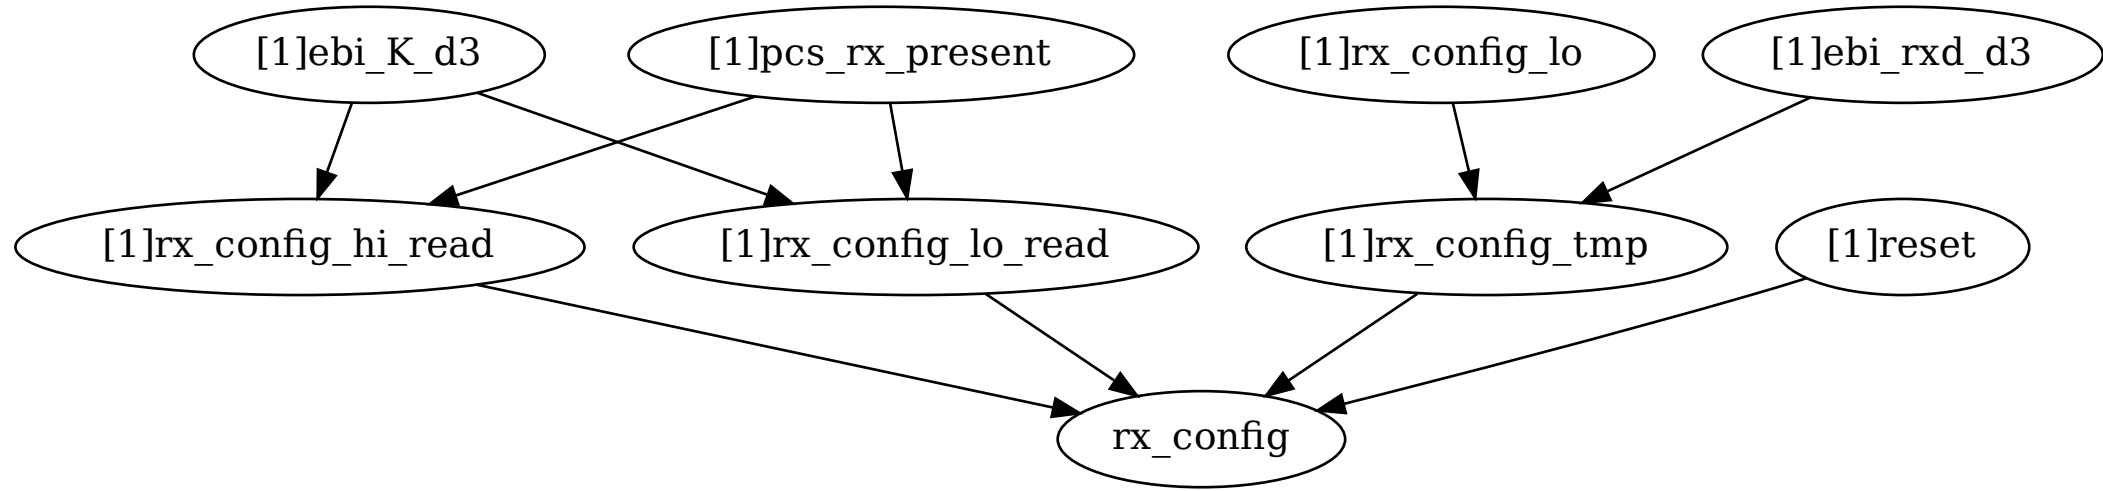 [1]ebi_K_d3
[1]pcs_rx_present
[1]rx_config_lo
[1]ebi_rxd_d3
[1]rx_config_hi_read
[1]rx_config_lo_read
[1]rx_config_tmp
[1]reset
rx_config